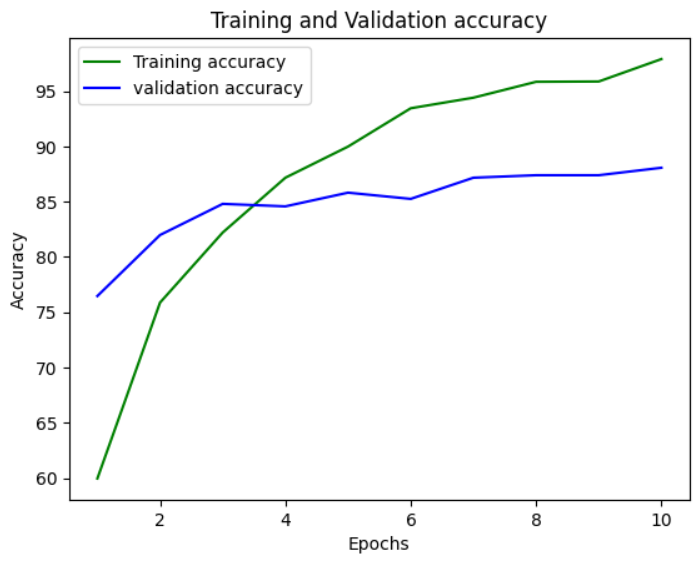 Training and Validation accuracy
Training accuracy
validation accuracy
95
90
85
80
75
70
65
60
Accuracy
2 4 6 8 10
Epochs